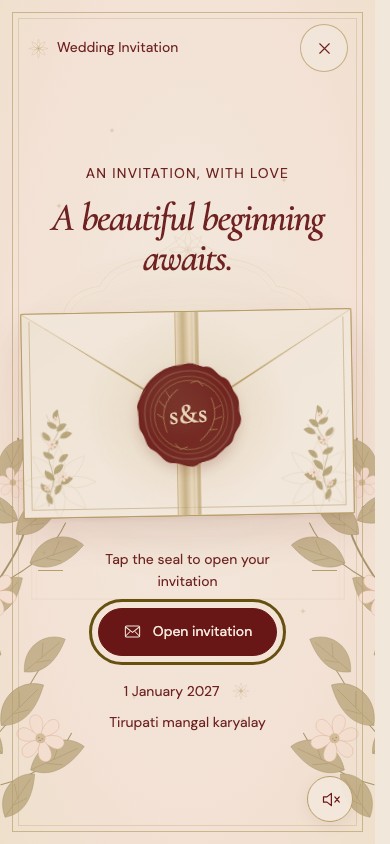 Wedding Invitation
AN INVITATION, WITH LOVE
A beautiful beginning
awaits.
s&s
Tap the seal to open your
invitation
Open invitation
1 January 2027
Tirupati mangal karyalay